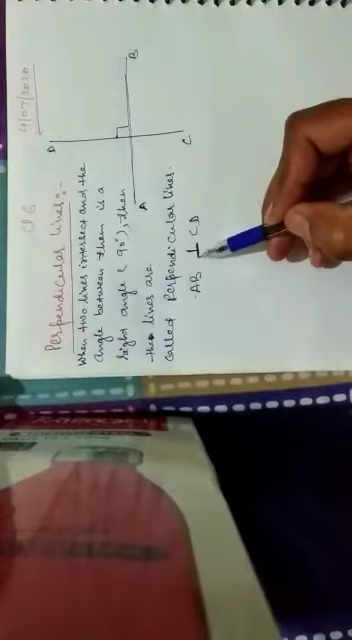 4/07/2020
Perpendicular lines:-
When two lines intersect and the
angle between them is a
right angle (90°), then
the lines are
called Perpendicular lines.
AB ⊥ CD
D
B
A
C